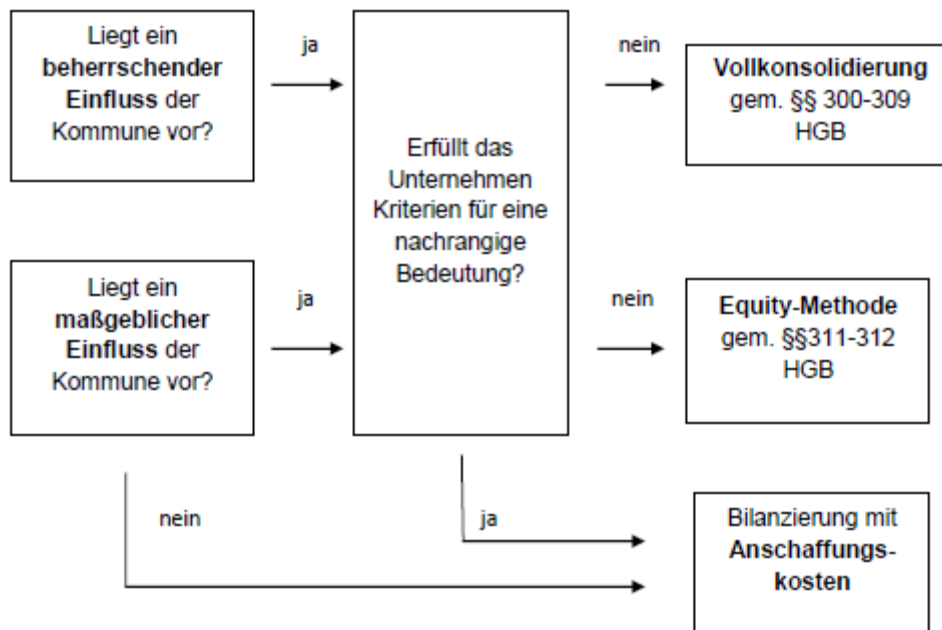 Liegt ein
beherrschender
Einfluss der
Kommune vor?
ja
Erfüllt das
Unternehmen
Kriterien für eine
nachrangige
Bedeutung?
nein
Vollkonsolidierung
gem. §§ 300-309
HGB
Liegt ein
maßgeblicher
Einfluss der
Kommune vor?
ja
nein
Equity-Methode
gem. §§311-312
HGB
nein
ja
Bilanzierung mit
Anschaffungs-
kosten